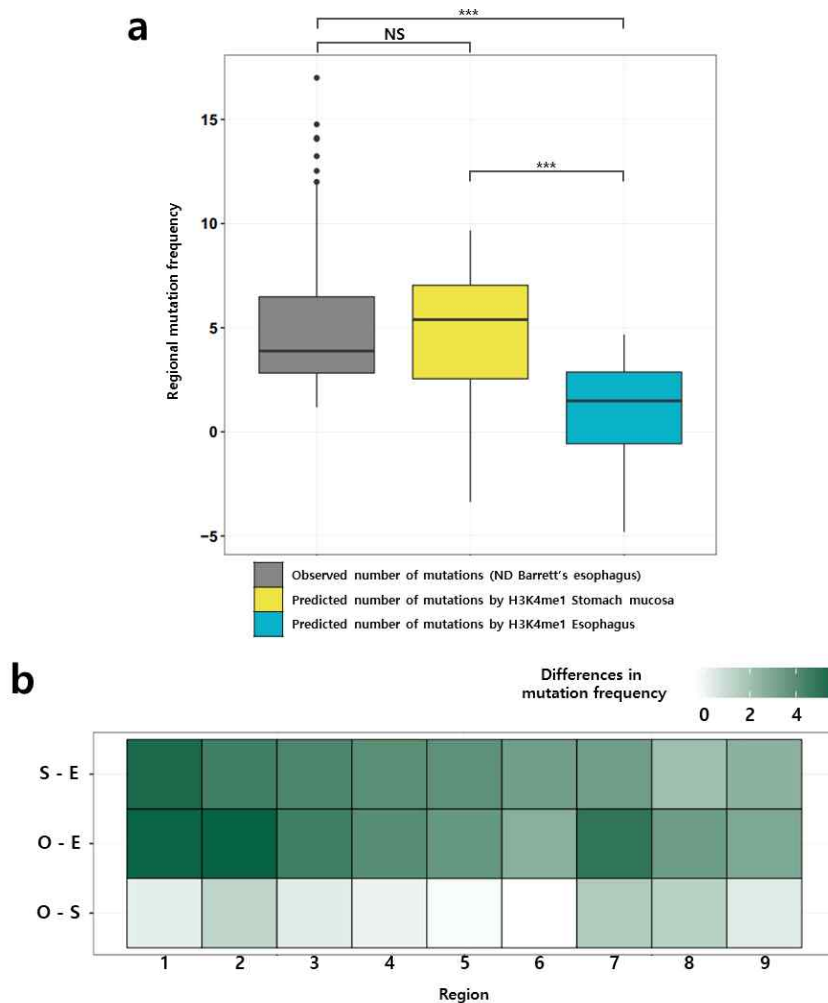 a
***
NS
***
Regional mutation frequency
15
10
5
0
−5
Observed number of mutations (ND Barrett's esophagus)
Predicted number of mutations by H3K4me1 Stomach mucosa
Predicted number of mutations by H3K4me1 Esophagus
b
Differences in
mutation frequency
0 2 4
S - E
O - E
O - S
1 2 3 4 5 6 7 8 9
Region